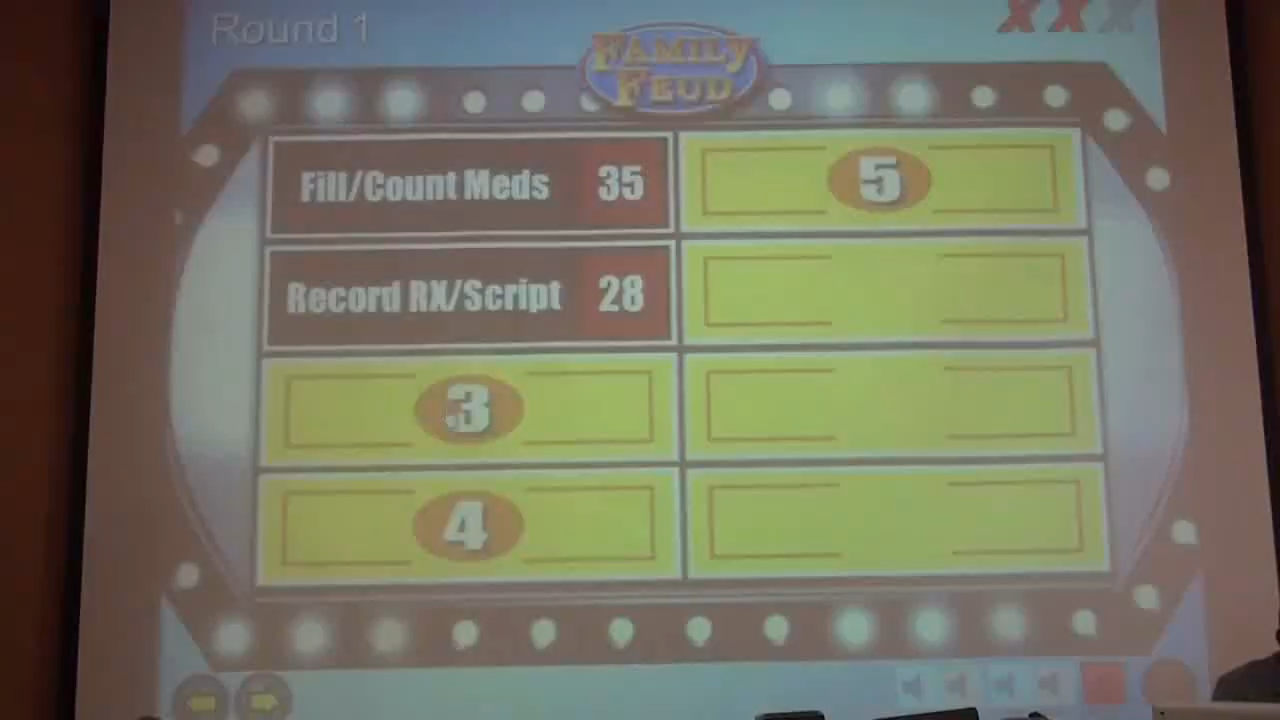 Round 1
X X X
FAMILY
FEUD
Fill/Count Meds 35
5
Record RX/Script 28
3
4